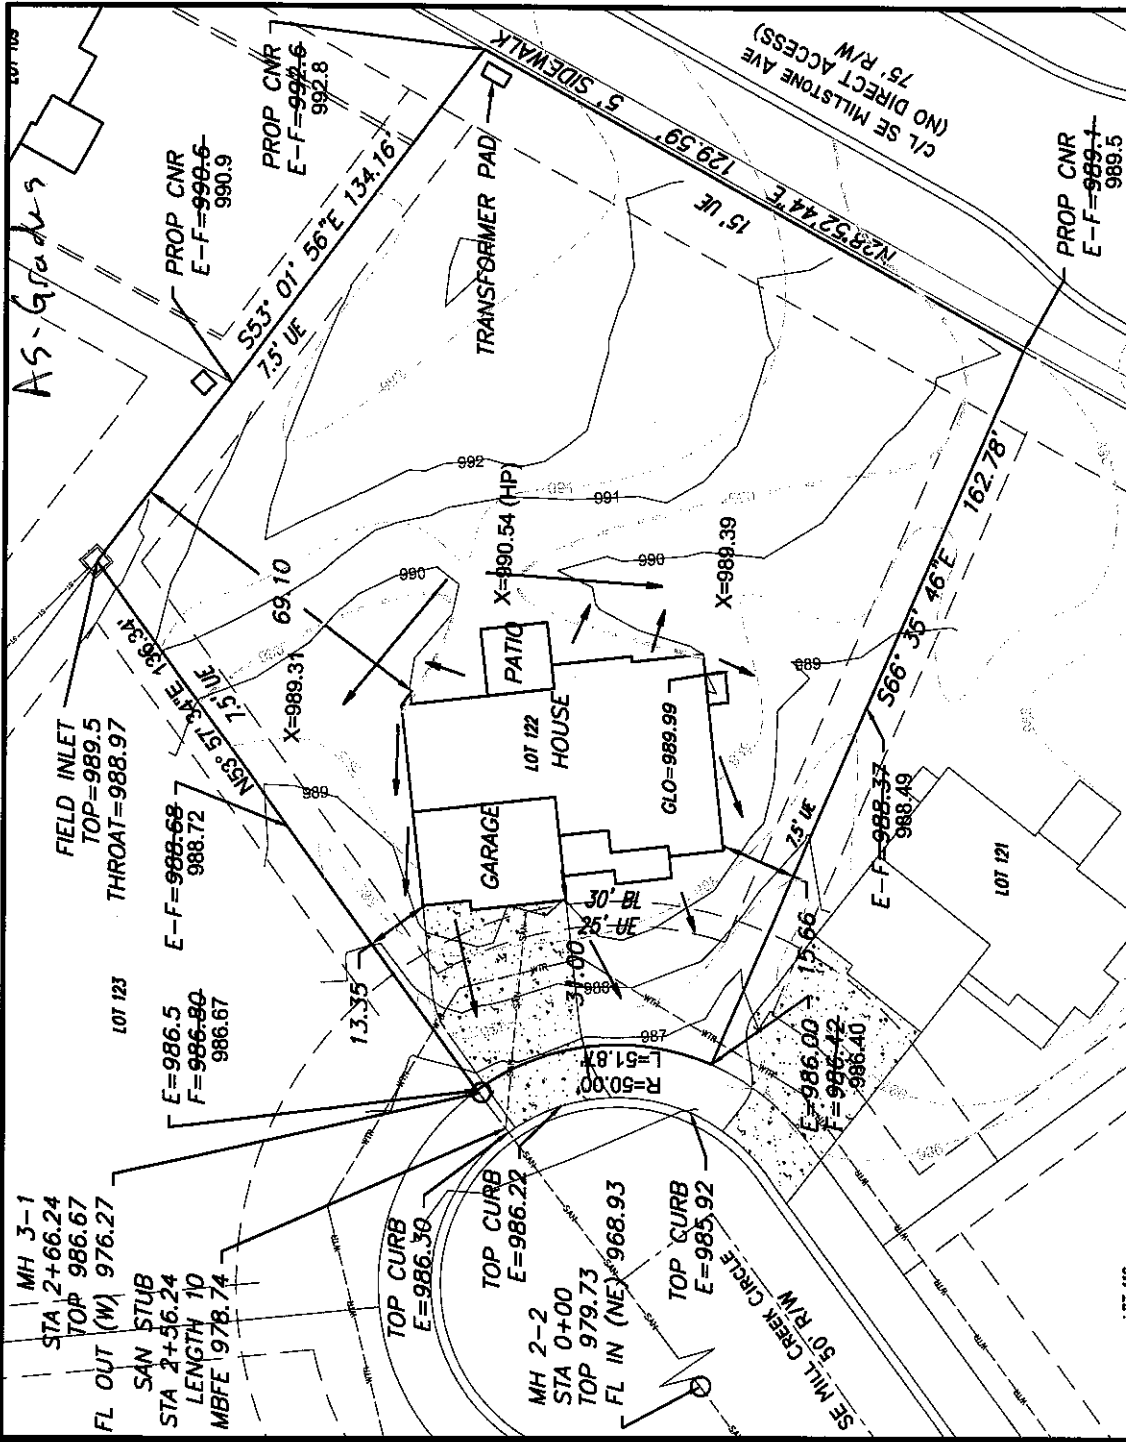 AS-Grades
PROP CNR
E-F=990.6
990.9
PROP CNR
E-F=992.6
992.8
S53° 01' 56"E 134.16'
7.5' UE
TRANSFORMER PAD
5' SIDEWALK
C/L SE MILLSTONE AVE
(NO DIRECT ACCESS)
75' R/W
15' UE
N28°52'44"E 129.59'
PROP CNR
E-F=989.1
989.5
FIELD INLET
TOP=989.5
THROAT=988.97
N53° 57' 34"E 136.34'
7.5' UE
69.10
992
991
990
990
X=990.54 (HP)
X=989.31
X=989.39
989
989
PATIO
LOT 122
HOUSE
GLO=989.99
GARAGE
30' BL
25' UE
S66° 36' 46"E 162.78'
7.5' UE
E-F=988.68
988.72
E-F=988.37
988.49
LOT 121
LOT 123
E=986.5
F=986.80
986.67
13.35
15.66
988
987
R=50.00'
L=51.87'
E=986.00
F=986.42
986.40
MH 3-1
STA 2+66.24
TOP 986.67
FL OUT (W) 976.27
SAN STUB
STA 2+56.24
LENGTH 10
MBFE 978.74
TOP CURB
E=986.30
TOP CURB
E=986.22
TOP CURB
E=985.92
MH 2-2
STA 0+00
TOP 979.73
FL IN (NE) 968.93
SE MILL CREEK CIRCLE
50' R/W
SAN
WTR